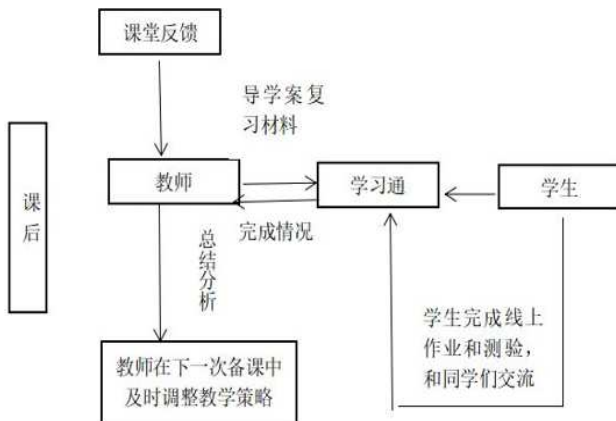 课堂反馈
导学案复
习材料
课
后
教师
学习通
学生
总
结
分
析
完成情况
学生完成线上
作业和测验，
和同学们交流
教师在下一次备课中
及时调整教学策略